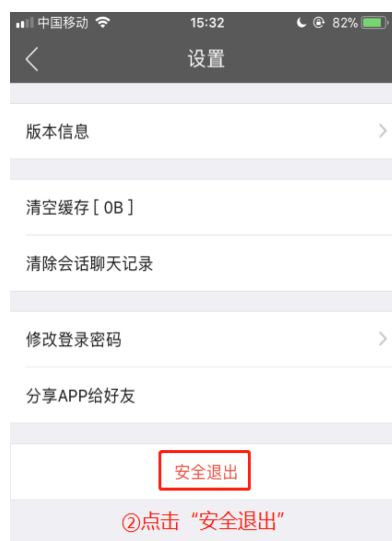 中国移动 15:32 82%
设置
版本信息
清空缓存 [ 0B ]
清除会话聊天记录
修改登录密码
分享APP给好友
安全退出
②点击“安全退出”